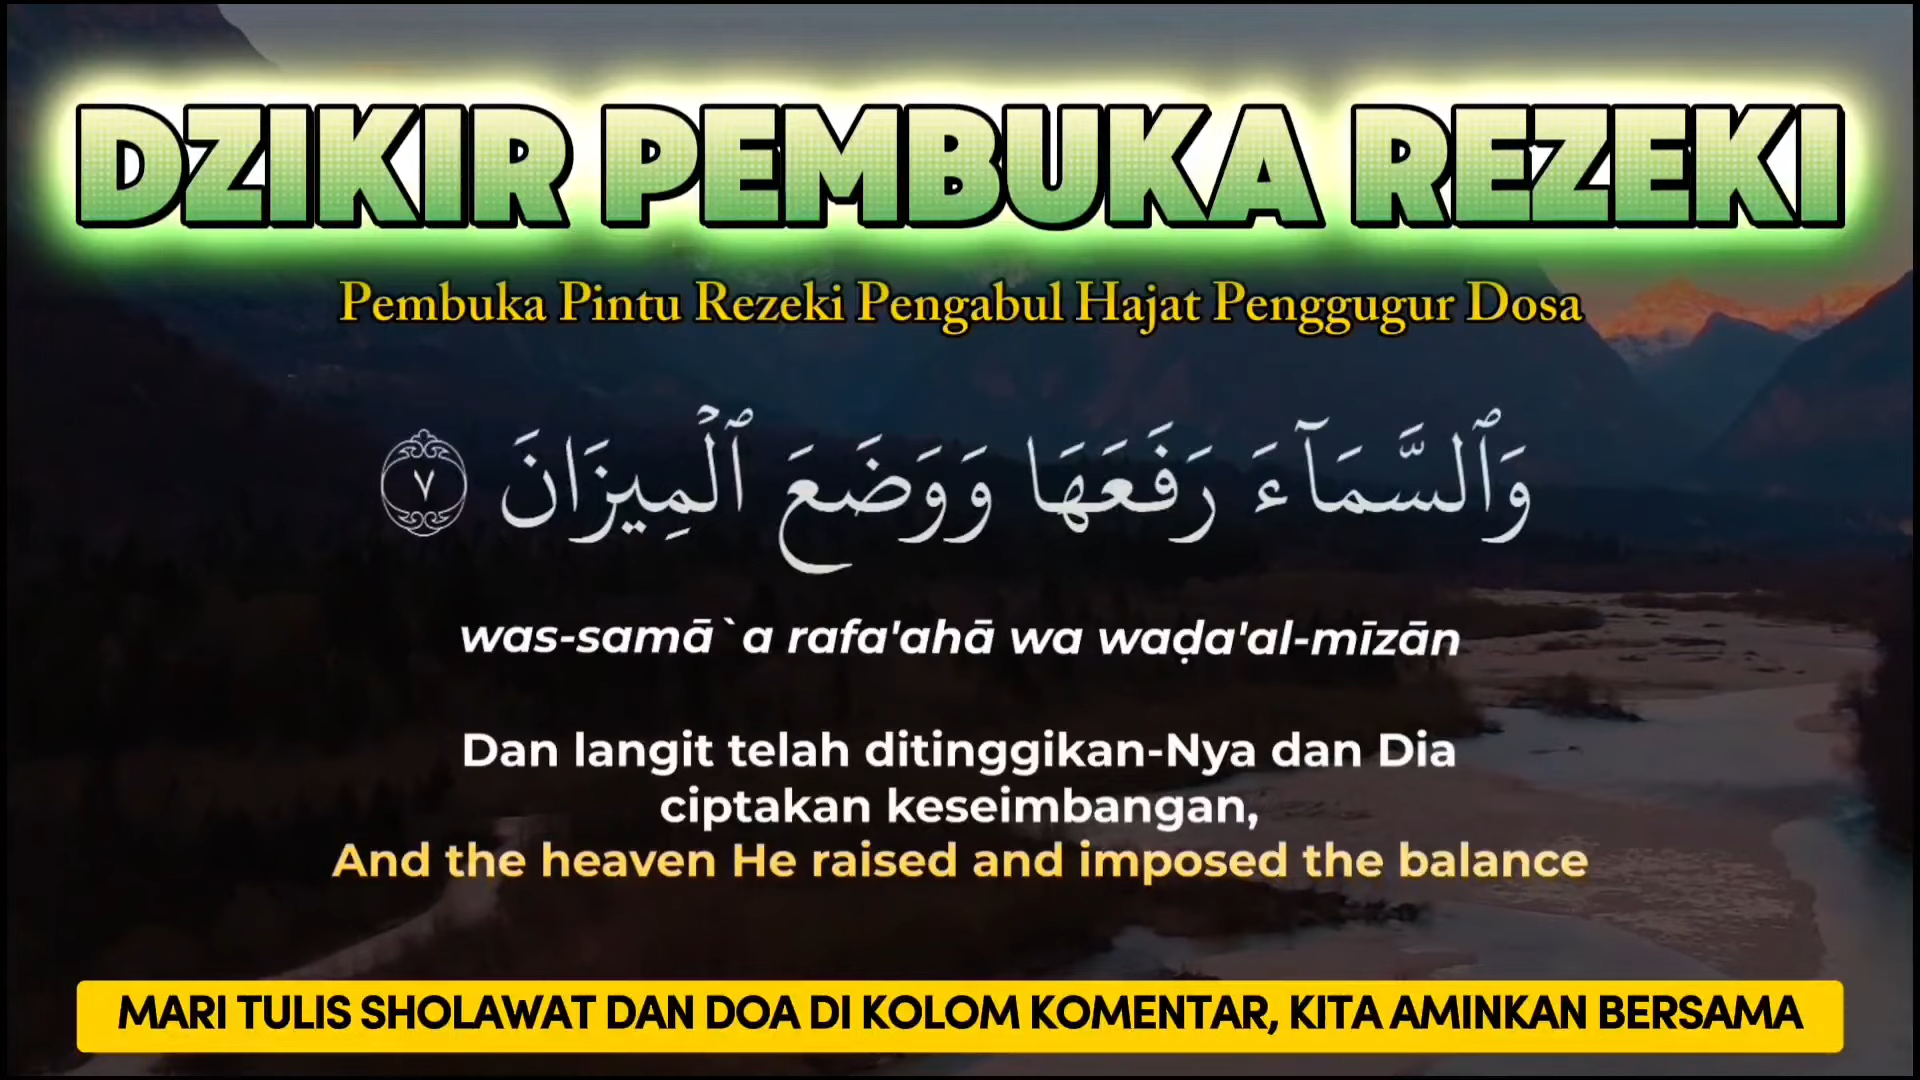 DZIKIR PEMBUKA REZEKI
Pembuka Pintu Rezeki Pengabul Hajat Penggugur Dosa
وَٱلسَّمَآءَ رَفَعَهَا وَوَضَعَ ٱلْمِيزَانَ ٧
was-samā`a rafa'ahā wa waḍa'al-mīzān
Dan langit telah ditinggikan-Nya dan Dia
ciptakan keseimbangan,
And the heaven He raised and imposed the balance
MARI TULIS SHOLAWAT DAN DOA DI KOLOM KOMENTAR, KITA AMINKAN BERSAMA